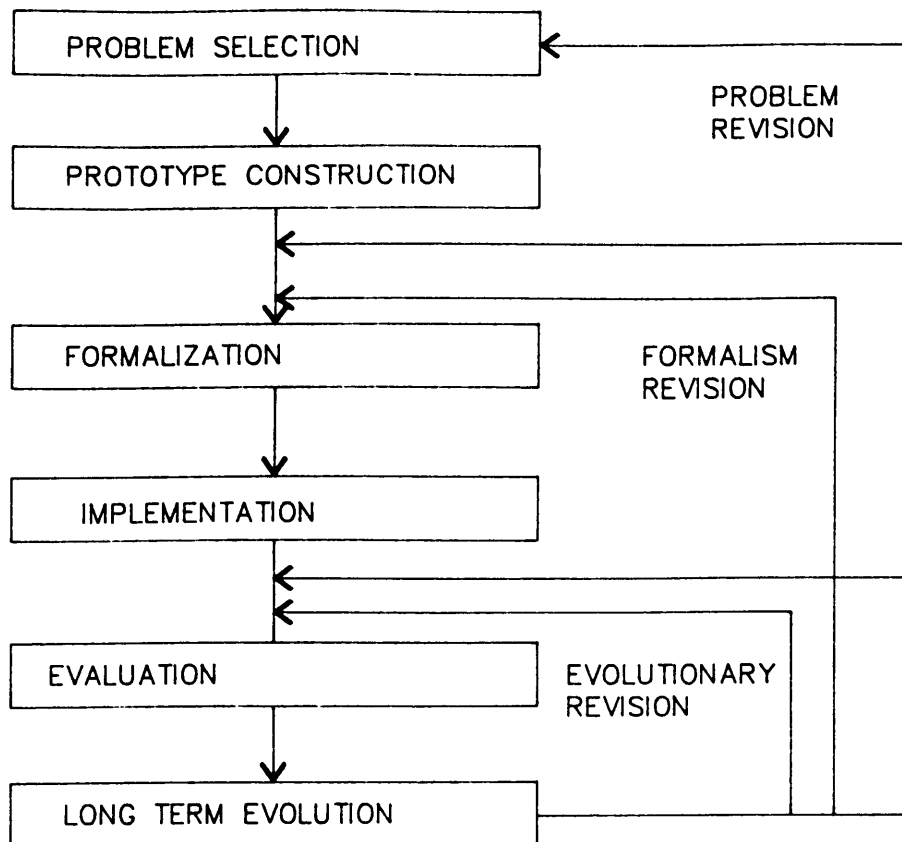 PROBLEM SELECTION
PROBLEM
REVISION
PROTOTYPE CONSTRUCTION
FORMALIZATION
FORMALISM
REVISION
IMPLEMENTATION
EVALUATION
EVOLUTIONARY
REVISION
LONG TERM EVOLUTION